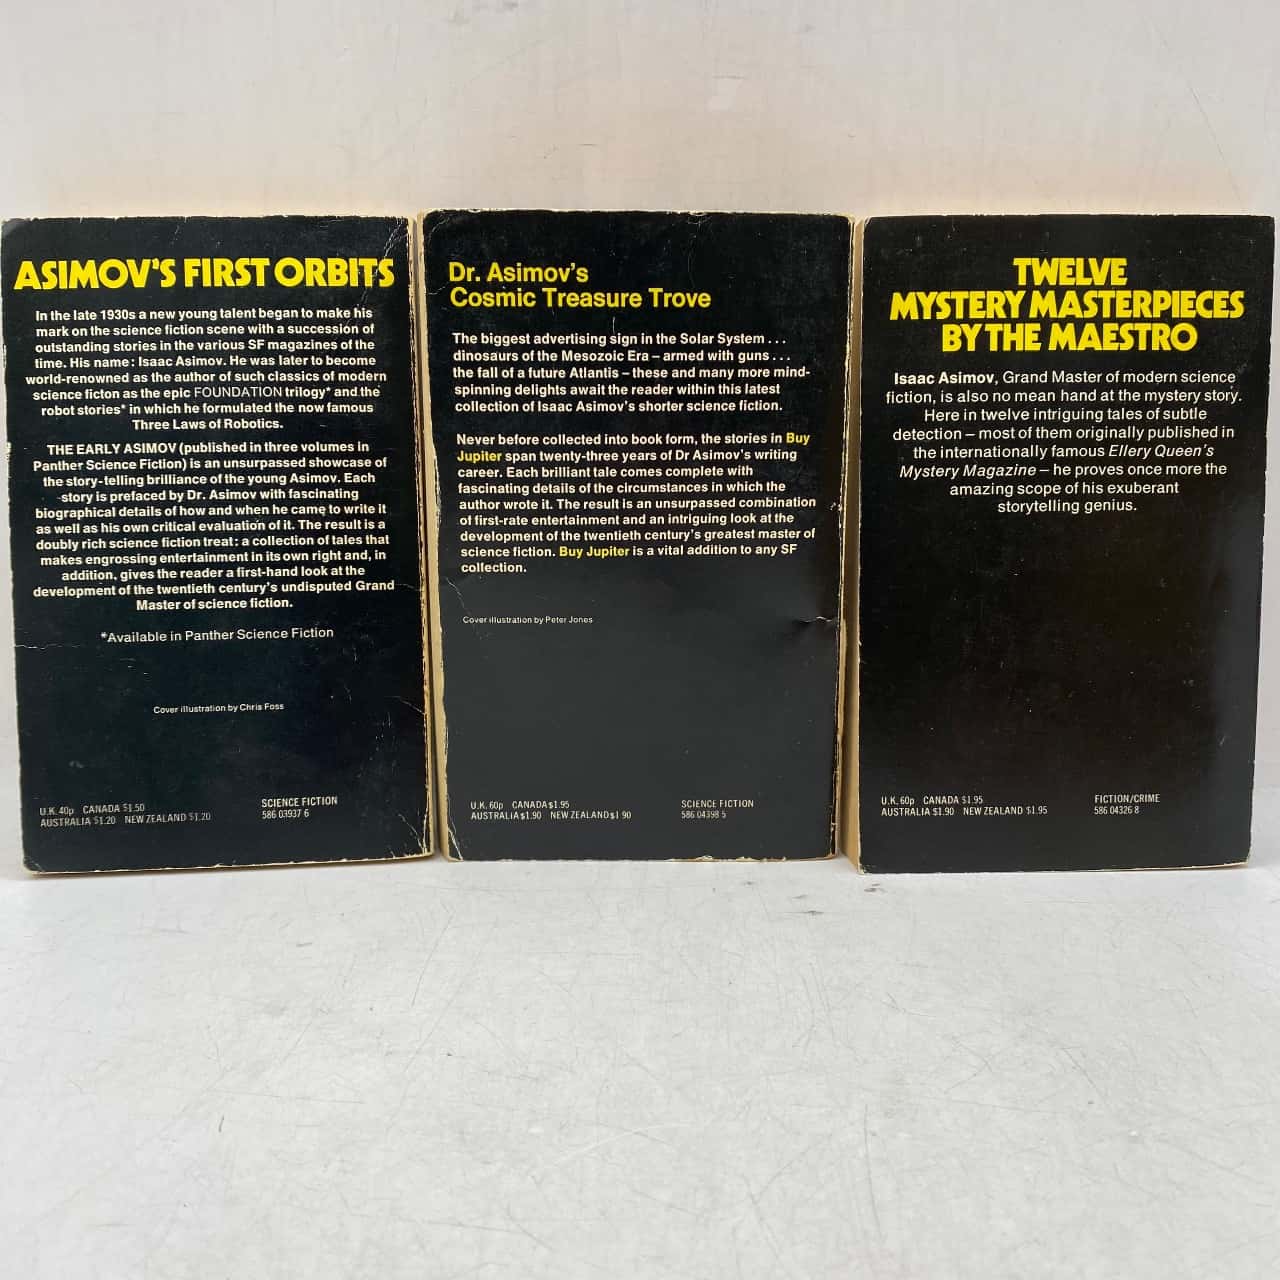 ASIMOV'S FIRST ORBITS
In the late 1930s a new young talent began to make his
mark on the science fiction scene with a succession of
outstanding stories in the various SF magazines of the
time. His name: Isaac Asimov. He was later to become
world-renowned as the author of such classics of modern
science ficton as the epic FOUNDATION trilogy* and the
robot stories* in which he formulated the now famous
Three Laws of Robotics.
THE EARLY ASIMOV (published in three volumes in
Panther Science Fiction) is an unsurpassed showcase of
the story-telling brilliance of the young Asimov. Each
story is prefaced by Dr. Asimov with fascinating
biographical details of how and when he came to write it
as well as his own critical evaluation of it. The result is a
doubly rich science fiction treat: a collection of tales that
makes engrossing entertainment in its own right and, in
addition, gives the reader a first-hand look at the
development of the twentieth century's undisputed Grand
Master of science fiction.
*Available in Panther Science Fiction
Cover illustration by Chris Foss
U.K. 40p CANADA $1.50
AUSTRALIA $1.20 NEW ZEALAND $1.20
SCIENCE FICTION
586 03937 6
Dr. Asimov's
Cosmic Treasure Trove
The biggest advertising sign in the Solar System . . .
dinosaurs of the Mesozoic Era – armed with guns . . .
the fall of a future Atlantis – these and many more mind-
spinning delights await the reader within this latest
collection of Isaac Asimov's shorter science fiction.
Never before collected into book form, the stories in Buy
Jupiter span twenty-three years of Dr Asimov's writing
career. Each brilliant tale comes complete with
fascinating details of the circumstances in which the
author wrote it. The result is an unsurpassed combination
of first-rate entertainment and an intriguing look at the
development of the twentieth century's greatest master of
science fiction. Buy Jupiter is a vital addition to any SF
collection.
Cover illustration by Peter Jones
U.K. 60p CANADA $1.95
AUSTRALIA $1.90 NEW ZEALAND $1 90
SCIENCE FICTION
586 04398 5
TWELVE
MYSTERY MASTERPIECES
BY THE MAESTRO
Isaac Asimov, Grand Master of modern science
fiction, is also no mean hand at the mystery story.
Here in twelve intriguing tales of subtle
detection – most of them originally published in
the internationally famous Ellery Queen's
Mystery Magazine – he proves once more the
amazing scope of his exuberant
storytelling genius.
U.K. 60p CANADA $1.95
AUSTRALIA $1.90 NEW ZEALAND $1.95
FICTION/CRIME
586 04326 8